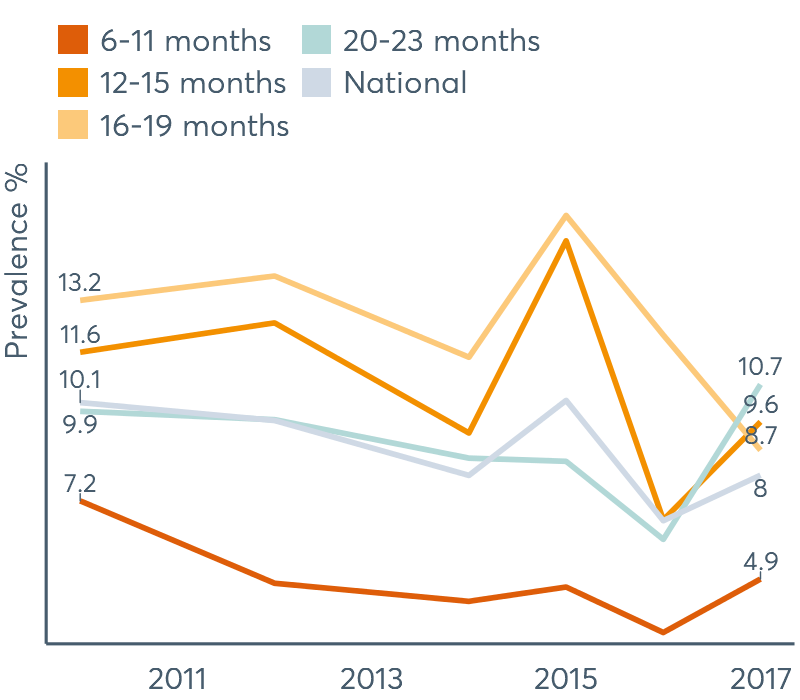 6-11 months
20-23 months
12-15 months
National
16-19 months
Prevalence %
13.2
11.6
10.1
9.9
7.2
10.7
9.6
8.7
8
4.9
2011
2013
2015
2017